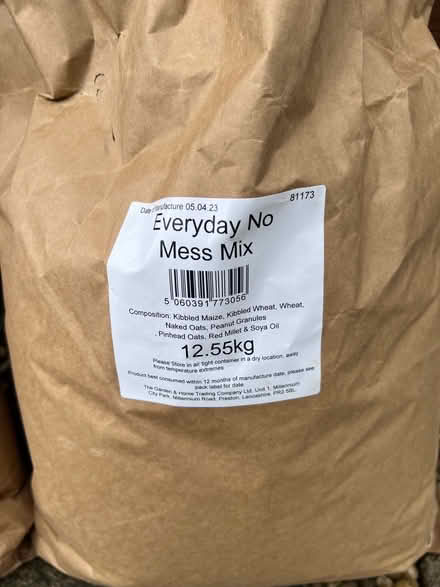 Date Manufacture 05.04.23
81173
Everyday No
Mess Mix
5 060391 773056
Composition: Kibbled Maize, Kibbled Wheat, Wheat,
Naked Oats, Peanut Granules
, Pinhead Oats, Red Millet & Soya Oil
12.55kg
Please Store in air tight container in a dry location, away
from temperature extremes
Product best consumed within 12 months of manufacture date, please see
pack label for date
The Garden & Home Trading Company Ltd, Unit 1, Millennium
City Park, Millennium Road, Preston, Lancashire, PR2 5BL